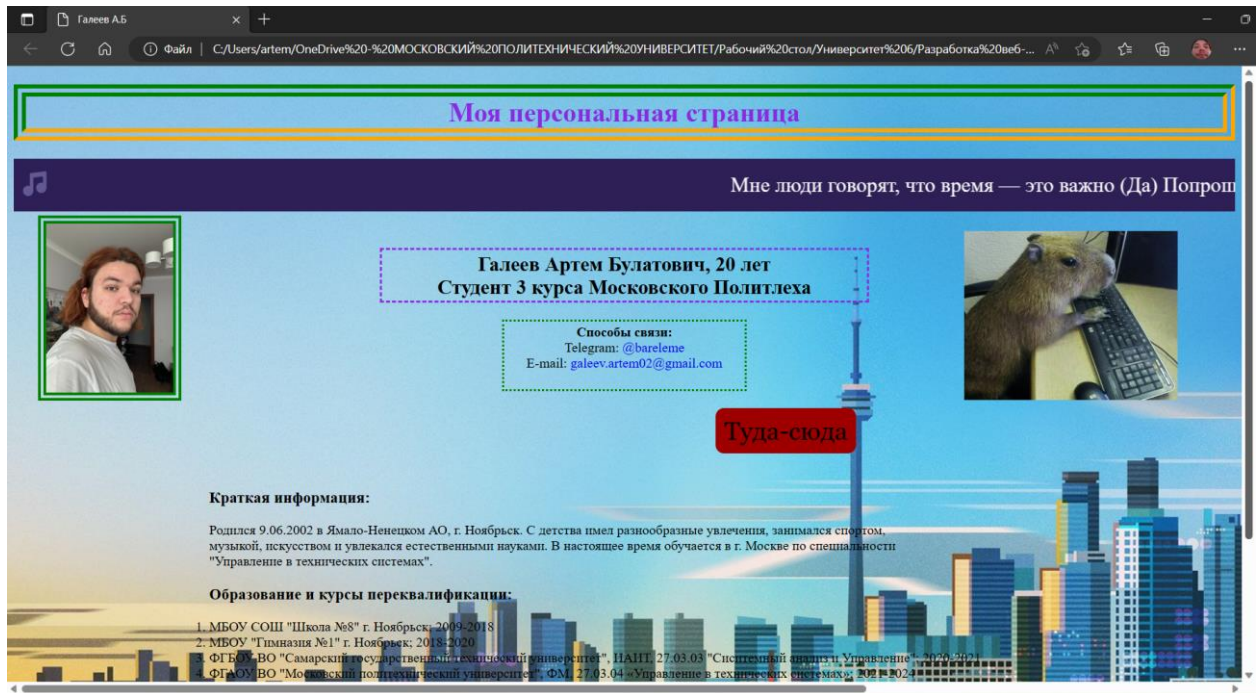 Галеев А.Б
Файл | C:/Users/artem/OneDrive%20-%20МОСКОВСКИЙ%20ПОЛИТЕХНИЧЕСКИЙ%20УНИВЕРСИТЕТ/Рабочий%20стол/Университет%206/Разработка%20веб-...
Моя персональная страница
Мне люди говорят, что время — это важно (Да) Попрош
Галеев Артем Булатович, 20 лет
Студент 3 курса Московского Политлеха
Способы связи:
Telegram: @bareleme
E-mail: galeev.artem02@gmail.com
Туда-сюда
Краткая информация:
Родился 9.06.2002 в Ямало-Ненецком АО, г. Ноябрьск. С детства имел разнообразные увлечения, занимался спортом,
музыкой, искусством и увлекался естественными науками. В настоящее время обучается в г. Москве по специальности
"Управление в технических системах".
Образование и курсы переквалификации:
1. МБОУ СОШ "Школа №8" г. Ноябрьск; 2009-2018
2. МБОУ "Гимназия №1" г. Ноябрьск; 2018-2020
3. ФГБОУ ВО "Самарский государственный технический университет", ИАИТ, 27.03.03 "Системный анализ и Управление"; 2020-2021
4. ФГАОУ ВО "Московский политехнический университет", ФМ, 27.03.04 «Управление в технических системах»; 2021-2024